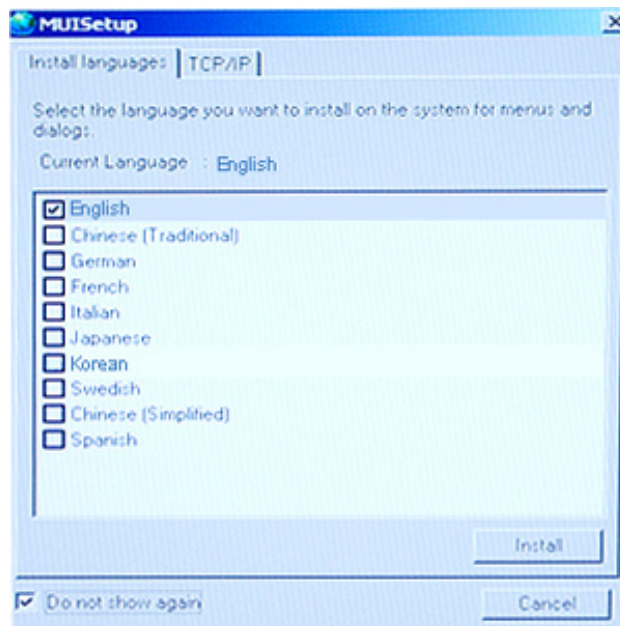 MUISetup
Install languages TCP/IP
Select the language you want to install on the system for menus and
dialogs.
Current Language : English
English
Chinese (Traditional)
German
French
Italian
Japanese
Korean
Swedish
Chinese (Simplified)
Spanish
Install
Do not show again
Cancel